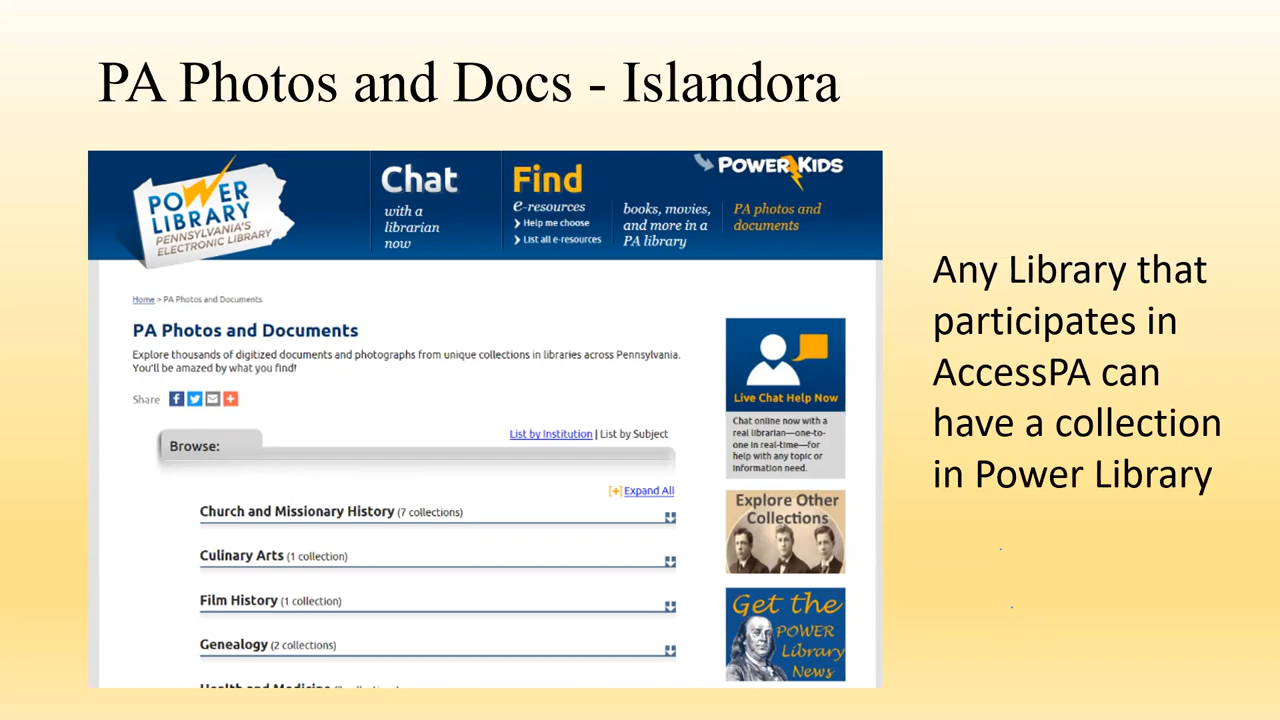 PA Photos and Docs - Islandora
POWER
LIBRARY
PENNSYLVANIA'S
ELECTRONIC LIBRARY
Chat
with a
librarian
now
Find
e-resources
Help me choose
List all e-resources
books, movies,
and more in a
PA library
POWER KIDS
PA photos and
documents
Home > PA Photos and Documents
PA Photos and Documents
Explore thousands of digitized documents and photographs from unique collections in libraries across Pennsylvania.
You'll be amazed by what you find!
Share
Browse:
List by Institution | List by Subject
[+] Expand All
Church and Missionary History (7 collections)
Culinary Arts (1 collection)
Film History (1 collection)
Genealogy (2 collections)
Health and Medicine
Live Chat Help Now
Chat online now with a
real librarian—one-to-
one in real-time—for
help with any topic or
information need.
Explore Other
Collections
Get the
POWER
Library
News
Any Library that
participates in
AccessPA can
have a collection
in Power Library